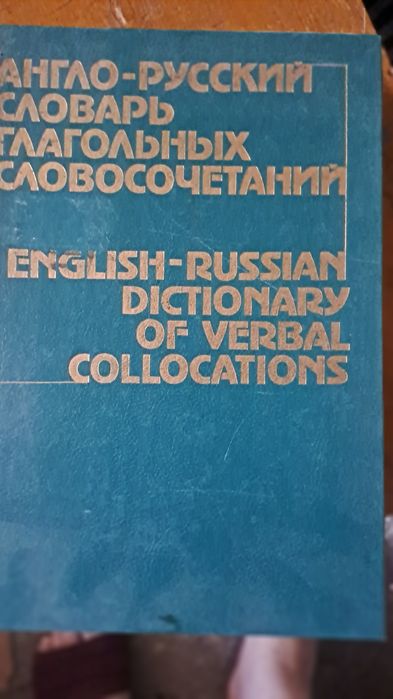 АНГЛО-РУССКИЙ
СЛОВАРЬ
ГЛАГОЛЬНЫХ
СЛОВОСОЧЕТАНИЙ
ENGLISH-RUSSIAN
DICTIONARY
OF VERBAL
COLLOCATIONS